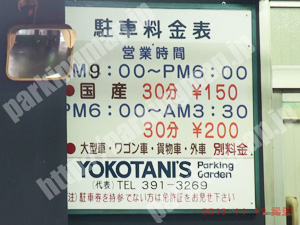 駐車料金表
営業時間
AM9:00〜PM6:00
●国産 30分 ¥150
PM6:00〜AM3:30
30分 ¥200
●大型車・ワゴン車・貨物車・外車 別料金
YOKOTANI'S Parking Garden
(代表) TEL 391-3269
注)駐車券を持参でない方は免許証をお見せ下さい